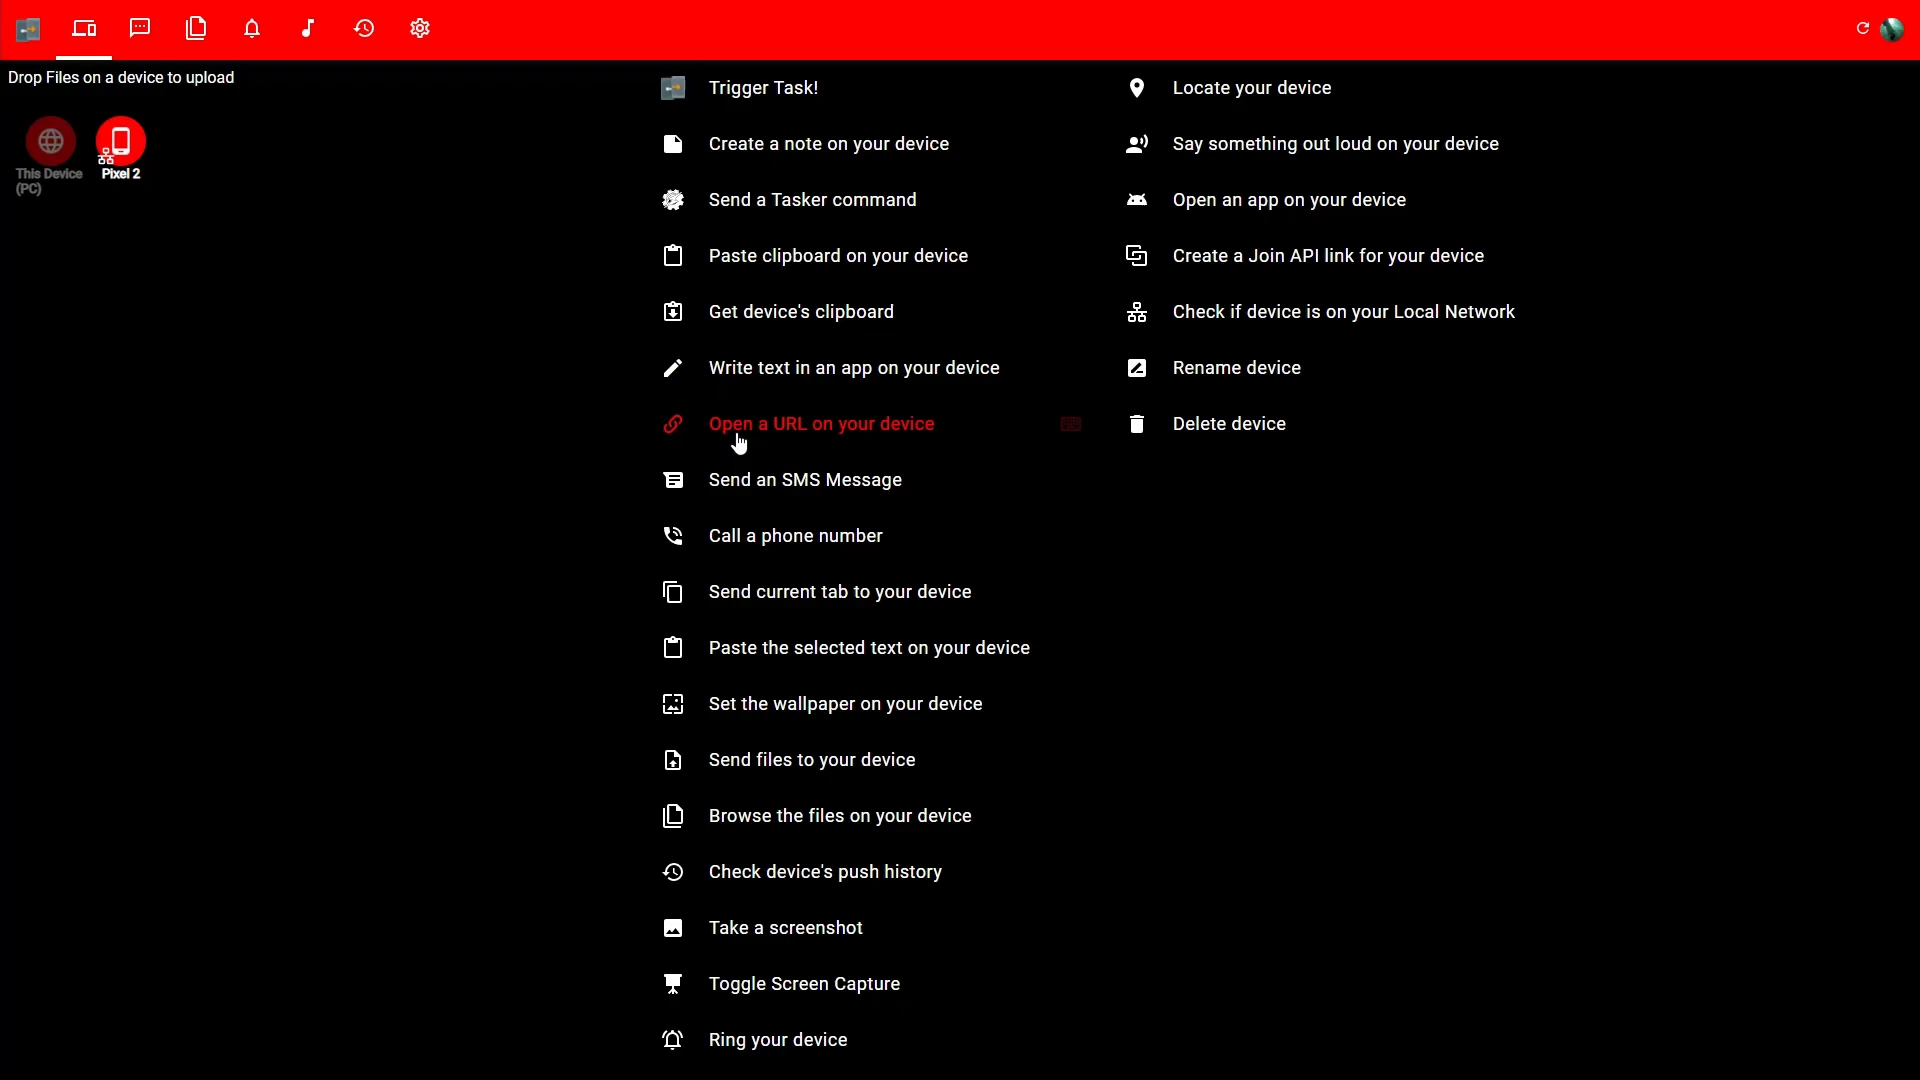 Drop Files on a device to upload
This Device
(PC)
Pixel 2
Trigger Task!
Create a note on your device
Send a Tasker command
Paste clipboard on your device
Get device's clipboard
Write text in an app on your device
Open a URL on your device
Send an SMS Message
Call a phone number
Send current tab to your device
Paste the selected text on your device
Set the wallpaper on your device
Send files to your device
Browse the files on your device
Check device's push history
Take a screenshot
Toggle Screen Capture
Ring your device
Locate your device
Say something out loud on your device
Open an app on your device
Create a Join API link for your device
Check if device is on your Local Network
Rename device
Delete device